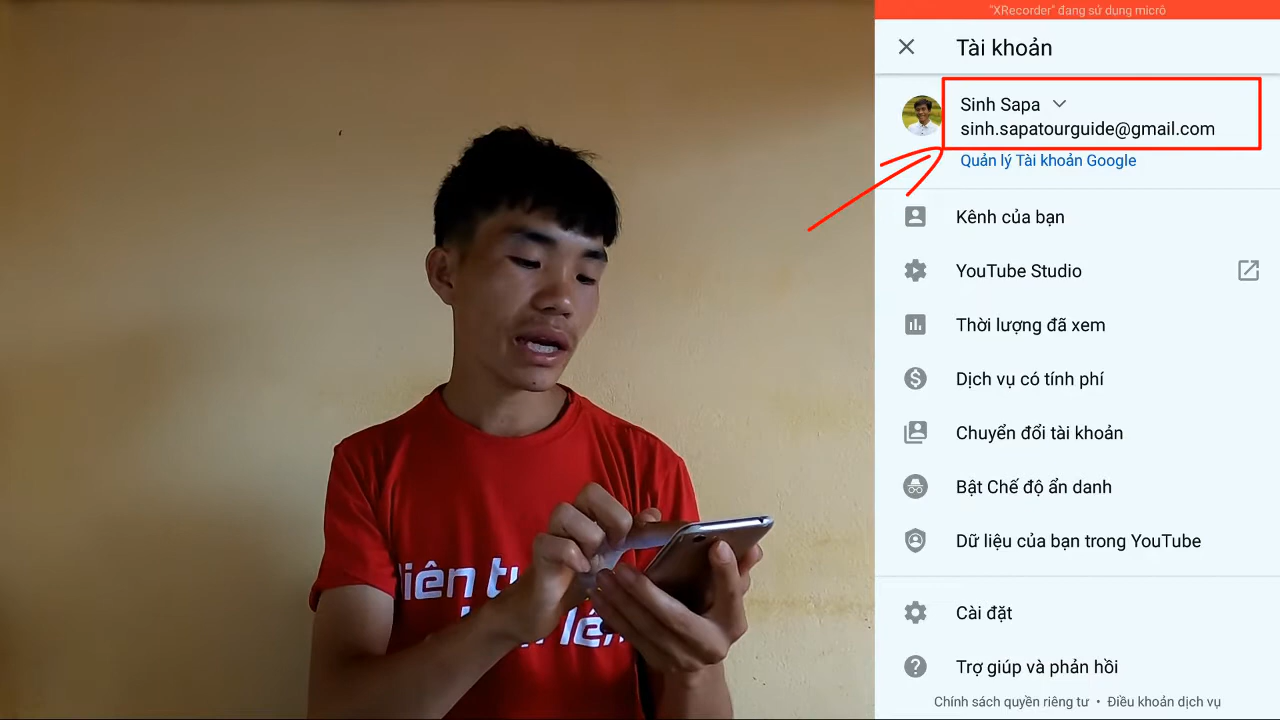 "XRecorder" đang sử dụng micrô
Tài khoản
Sinh Sapa
sinh.sapatourguide@gmail.com
Quản lý Tài khoản Google
Kênh của bạn
YouTube Studio
Thời lượng đã xem
Dịch vụ có tính phí
Chuyển đổi tài khoản
Bật Chế độ ẩn danh
Dữ liệu của bạn trong YouTube
Cài đặt
Trợ giúp và phản hồi
Chính sách quyền riêng tư • Điều khoản dịch vụ